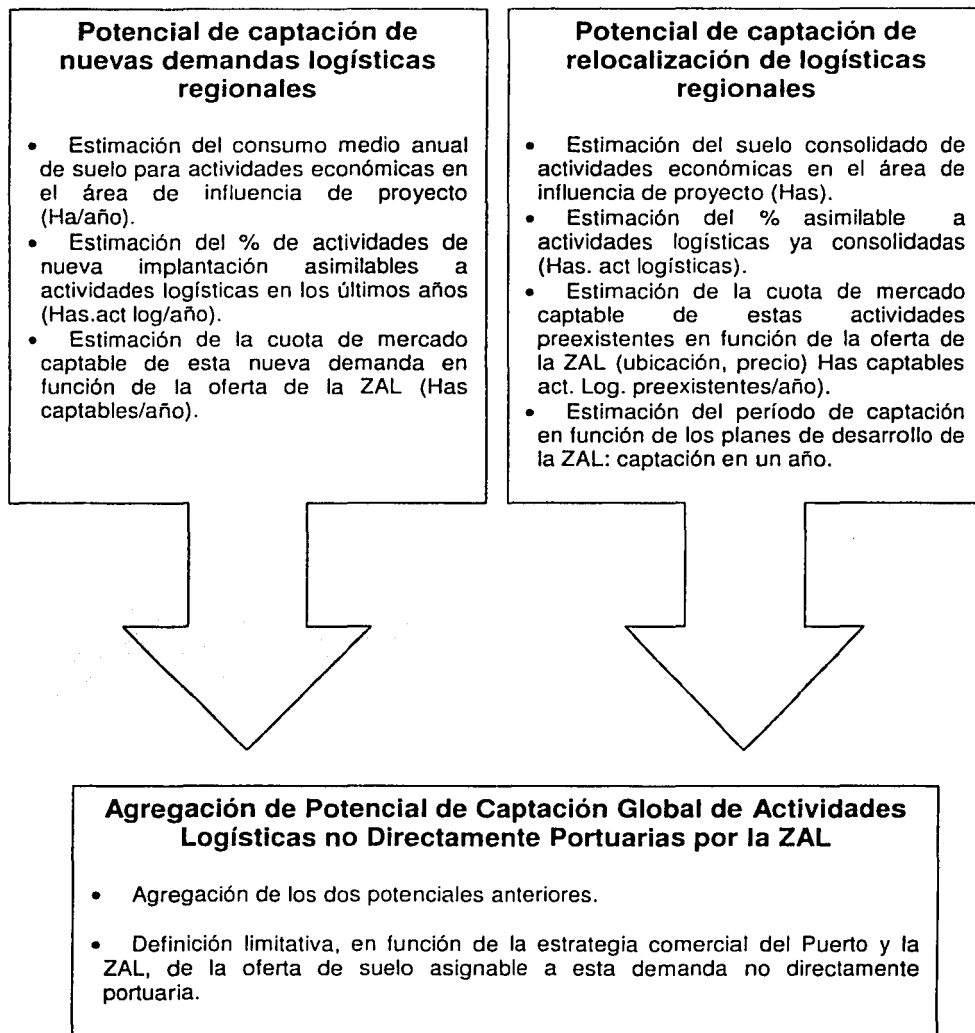 Potencial de captación de
nuevas demandas logísticas
regionales
• Estimación del consumo medio anual
de suelo para actividades económicas en
el área de influencia de proyecto
(Ha/año).
• Estimación del % de actividades de
nueva implantación asimilables a
actividades logísticas en los últimos años
(Has.act log/año).
• Estimación de la cuota de mercado
captable de esta nueva demanda en
función de la oferta de la ZAL (Has
captables/año).
Potencial de captación de
relocalización de logísticas
regionales
• Estimación del suelo consolidado de
actividades económicas en el área de
influencia de proyecto (Has).
• Estimación del % asimilable a
actividades logísticas ya consolidadas
(Has. act logísticas).
• Estimación de la cuota de mercado
captable de estas actividades
preexistentes en función de la oferta de
la ZAL (ubicación, precio) Has captables
act. Log. preexistentes/año).
• Estimación del período de captación
en función de los planes de desarrollo de
la ZAL: captación en un año.
Agregación de Potencial de Captación Global de Actividades
Logísticas no Directamente Portuarias por la ZAL
• Agregación de los dos potenciales anteriores.
• Definición limitativa, en función de la estrategia comercial del Puerto y la
ZAL, de la oferta de suelo asignable a esta demanda no directamente
portuaria.